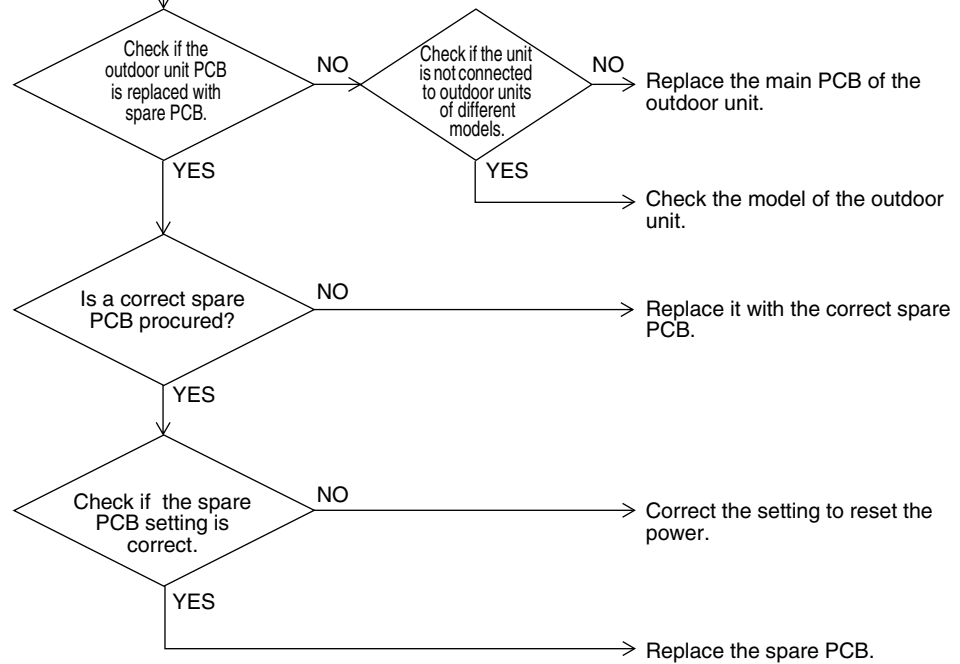 Check if the
outdoor unit PCB
is replaced with
spare PCB.
NO
Check if the unit
is not connected
to outdoor units
of different
models.
NO
Replace the main PCB of the
outdoor unit.
YES
YES
Check the model of the outdoor
unit.
Is a correct spare
PCB procured?
NO
Replace it with the correct spare
PCB.
YES
Check if the spare
PCB setting is
correct.
NO
Correct the setting to reset the
power.
YES
Replace the spare PCB.